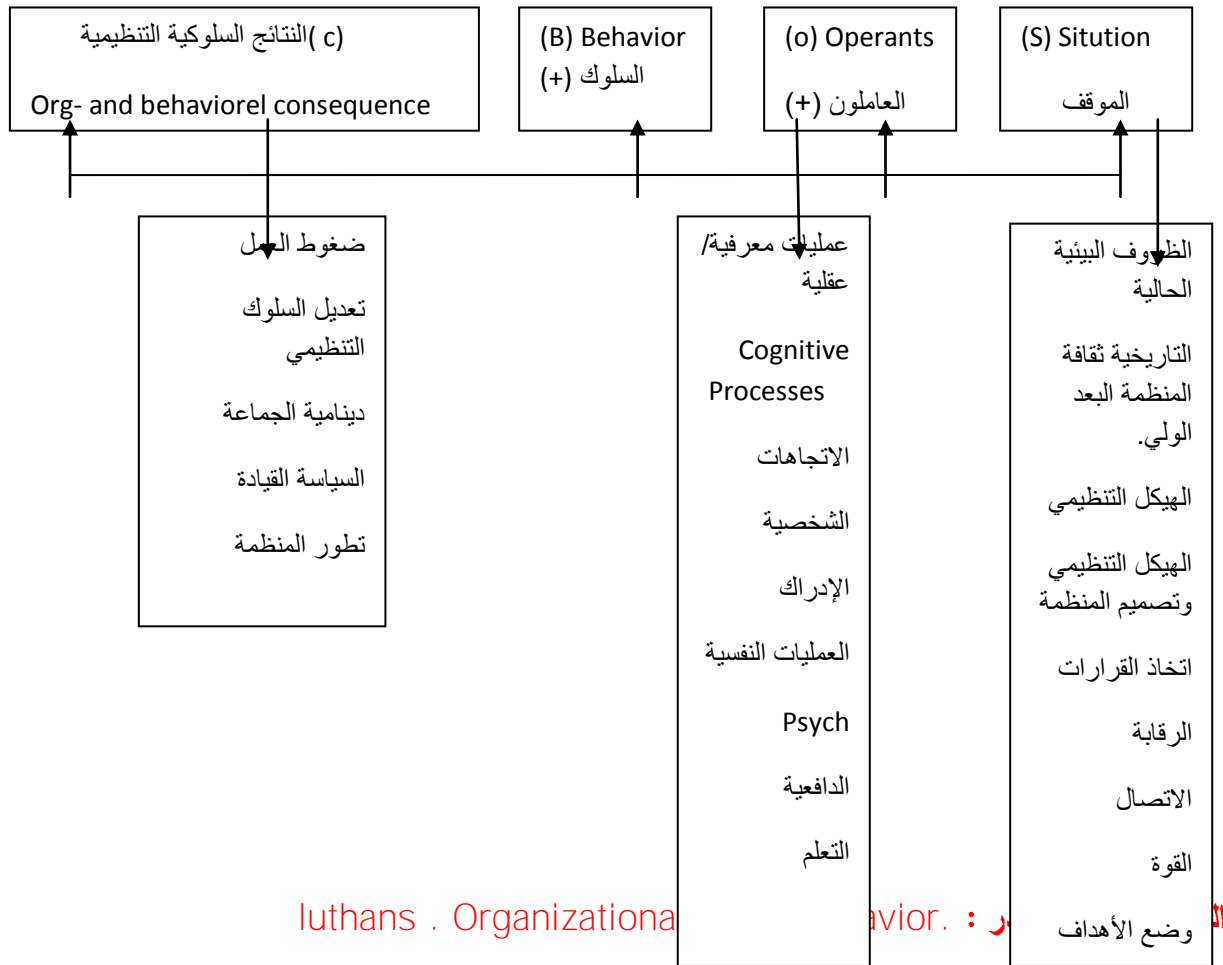 (S) Sitution
الموقف
(o) Operants
العاملون (+)
(B) Behavior
السلوك (+)
(c )النتائج السلوكية التنظيمية
Org- and behaviorel consequence
الظروف البيئية
الحالية
التاريخية ثقافة
المنظمة البعد
الولي.
الهيكل التنظيمي
الهيكل التنظيمي
وتصميم المنظمة
اتخاذ القرارات
الرقابة
الاتصال
القوة
وضع الأهداف
عمليات معرفية/
عقلية
Cognitive
Processes
الاتجاهات
الشخصية
الإدراك
العمليات النفسية
Psych
الدافعية
التعلم
ضغوط العمل
تعديل السلوك
التنظيمي
دينامية الجماعة
السياسة القيادة
تطور المنظمة
luthans . Organizationa